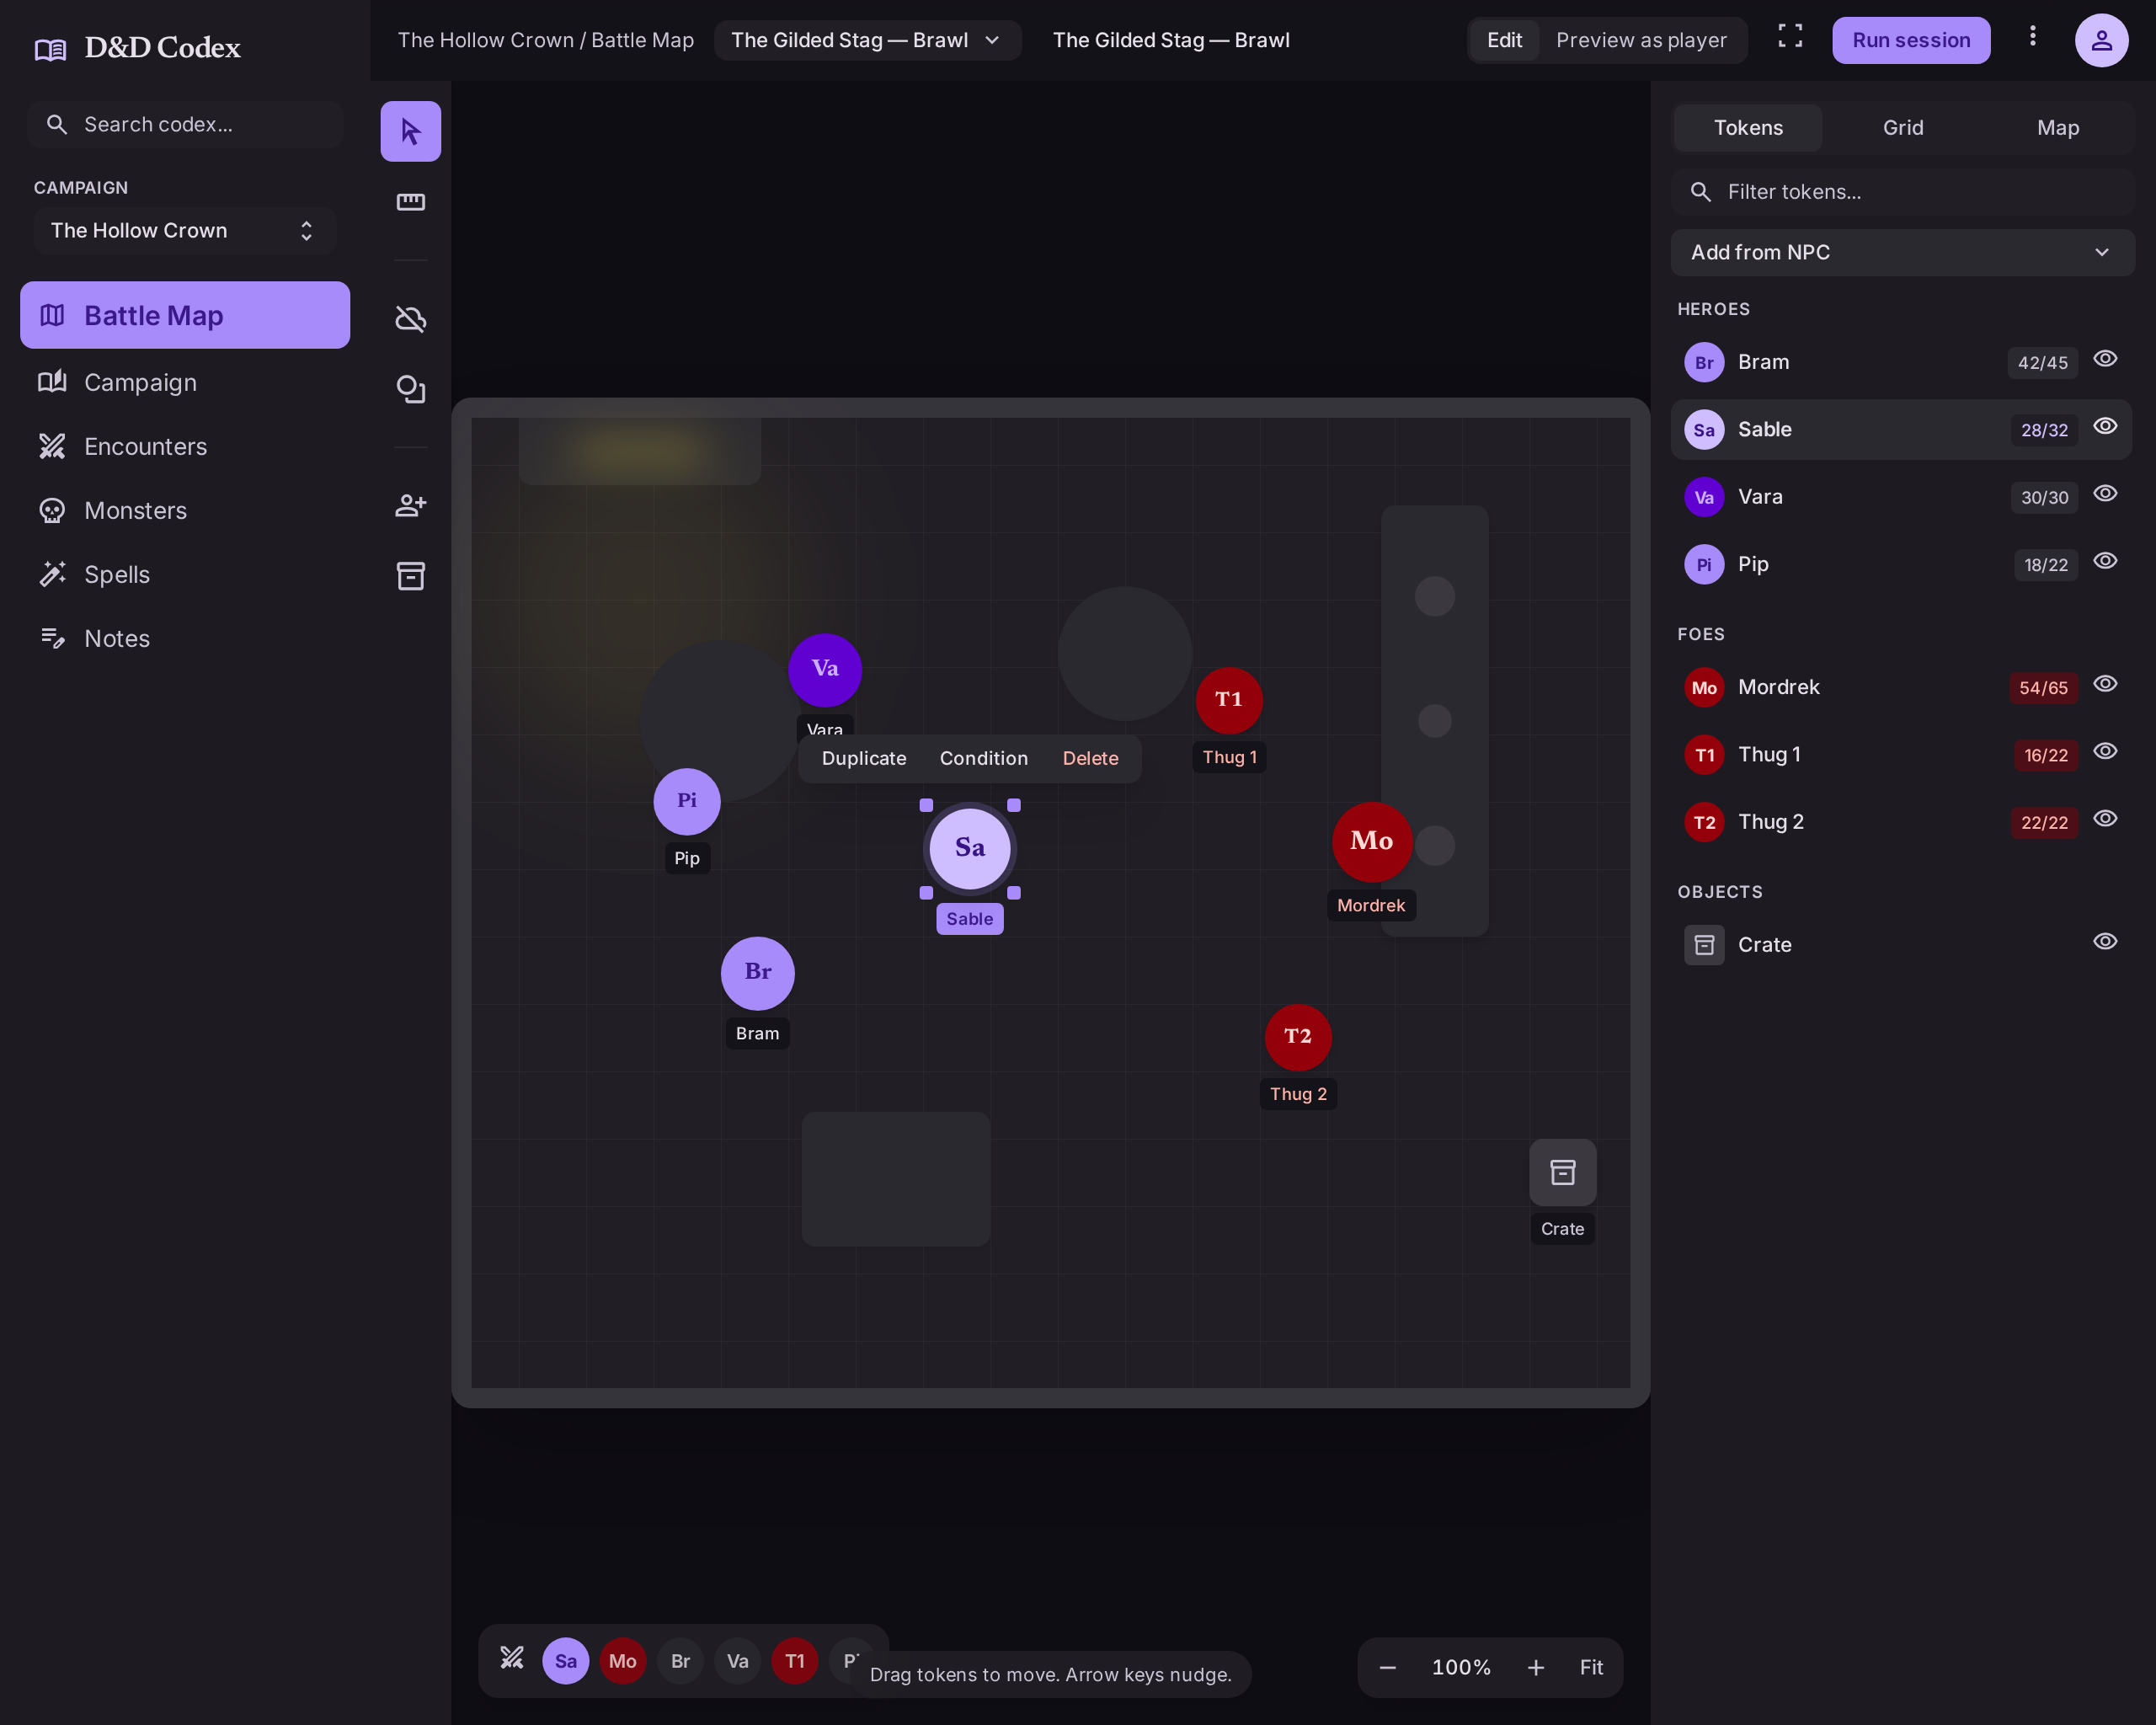 D&D Codex
Search codex...
CAMPAIGN
The Hollow Crown
Battle Map
Campaign
Encounters
Monsters
Spells
Notes
The Hollow Crown / Battle Map
The Gilded Stag — Brawl
The Gilded Stag — Brawl
Edit
Preview as player
Run session
Va
Vara
Duplicate
Condition
Delete
T1
Thug 1
Pi
Pip
Sa
Sable
Mo
Mordrek
Br
Bram
T2
Thug 2
Crate
Sa
Mo
Br
Va
T1
Drag tokens to move. Arrow keys nudge.
100%
Fit
Tokens
Grid
Map
Filter tokens...
Add from NPC
HEROES
Br Bram 42/45
Sa Sable 28/32
Va Vara 30/30
Pi Pip 18/22
FOES
Mo Mordrek 54/65
T1 Thug 1 16/22
T2 Thug 2 22/22
OBJECTS
Crate